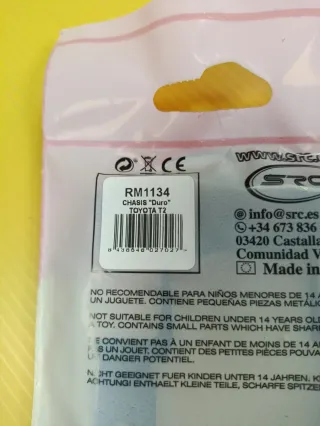 CE
RM1134
CHASIS "Duro"
TOYOTA T2
www.src.
SRC
info@src.es
+34 673 836
03420 Castalla
Comunidad V
Made in
NO RECOMENDABLE PARA NIÑOS MENORES DE 14 A
UN JUGUETE. CONTIENE PEQUEÑAS PIEZAS METÁLIC
NOT SUITABLE FOR CHILDREN UNDER 14 YEARS OLD
A TOY. CONTAINS SMALL PARTS WHICH HAVE SHAR
NE CONVIENT PAS À UN ENFANT DE MOINS DE 14 A
PAS UN JOUET. CONTIENT DES PETITES PIÈCES POUVA
UN DANGER POTENTIEL.
NICHT GEEIGNET FUER KINDER UNTER 14 JAHREN. K
ACHTUNG! ENTHAELT KLEINE TEILE, SCHARFE SPITZE